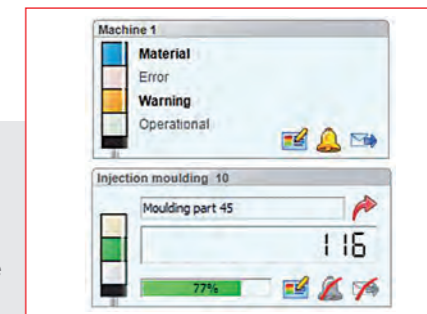 Machine 1
Material
Error
Warning
Operational
Injection moulding 10
Moulding part 45
116
77%
e